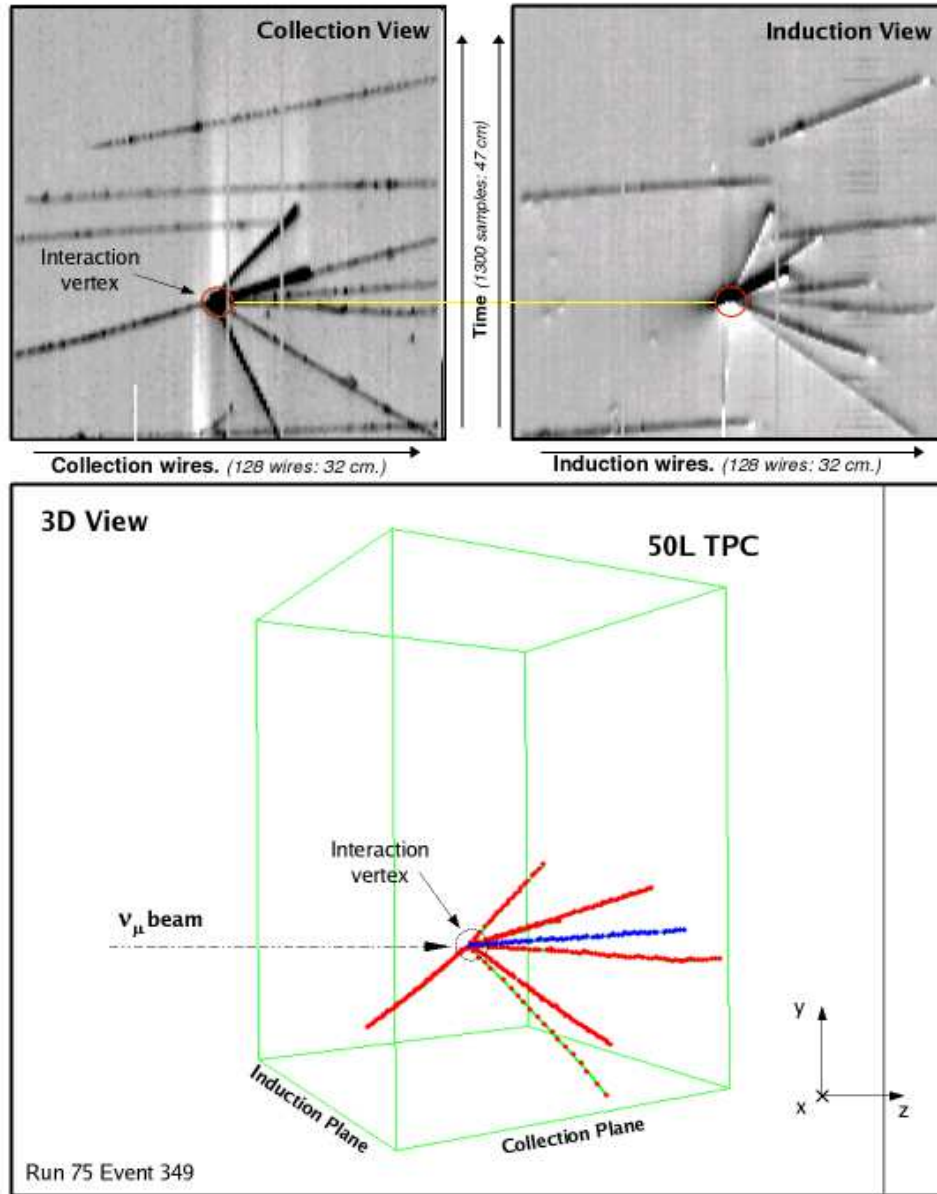 Collection View
Induction View
Interaction
vertex
Time (1300 samples: 47 cm)
Collection wires. (128 wires: 32 cm.)
Induction wires. (128 wires: 32 cm.)
3D View
50L TPC
Interaction
vertex
νμ beam
y
x
z
Induction Plane
Collection Plane
Run 75 Event 349